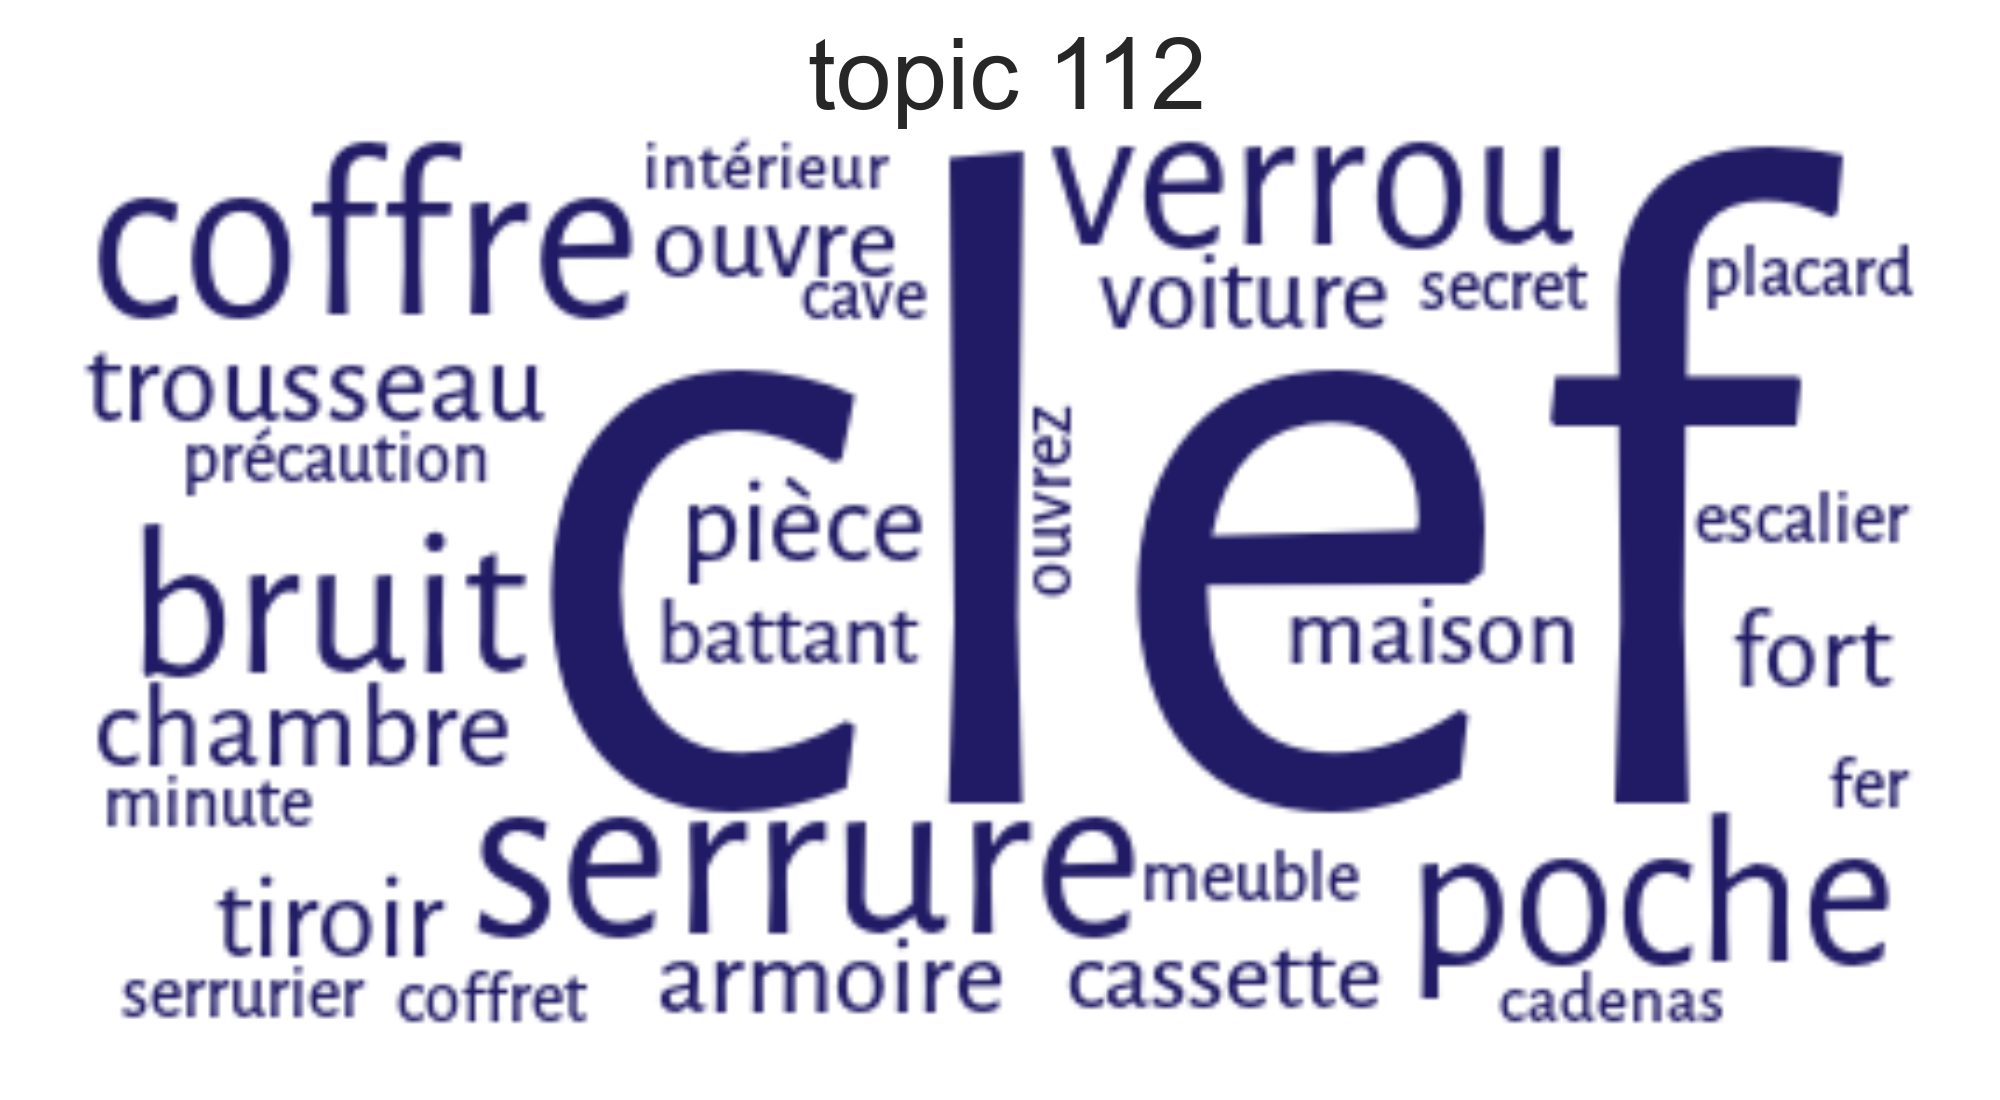 topic 112
coffre
intérieur
ouvre
cave
clef
verrou
voiture
secret
placard
trousseau
précaution
pièce
battant
ouvrez
maison
escalier
fort
fer
bruit
chambre
minute
tiroir
serrure
meuble
poche
serrurier
coffret
armoire
cassette
cadenas